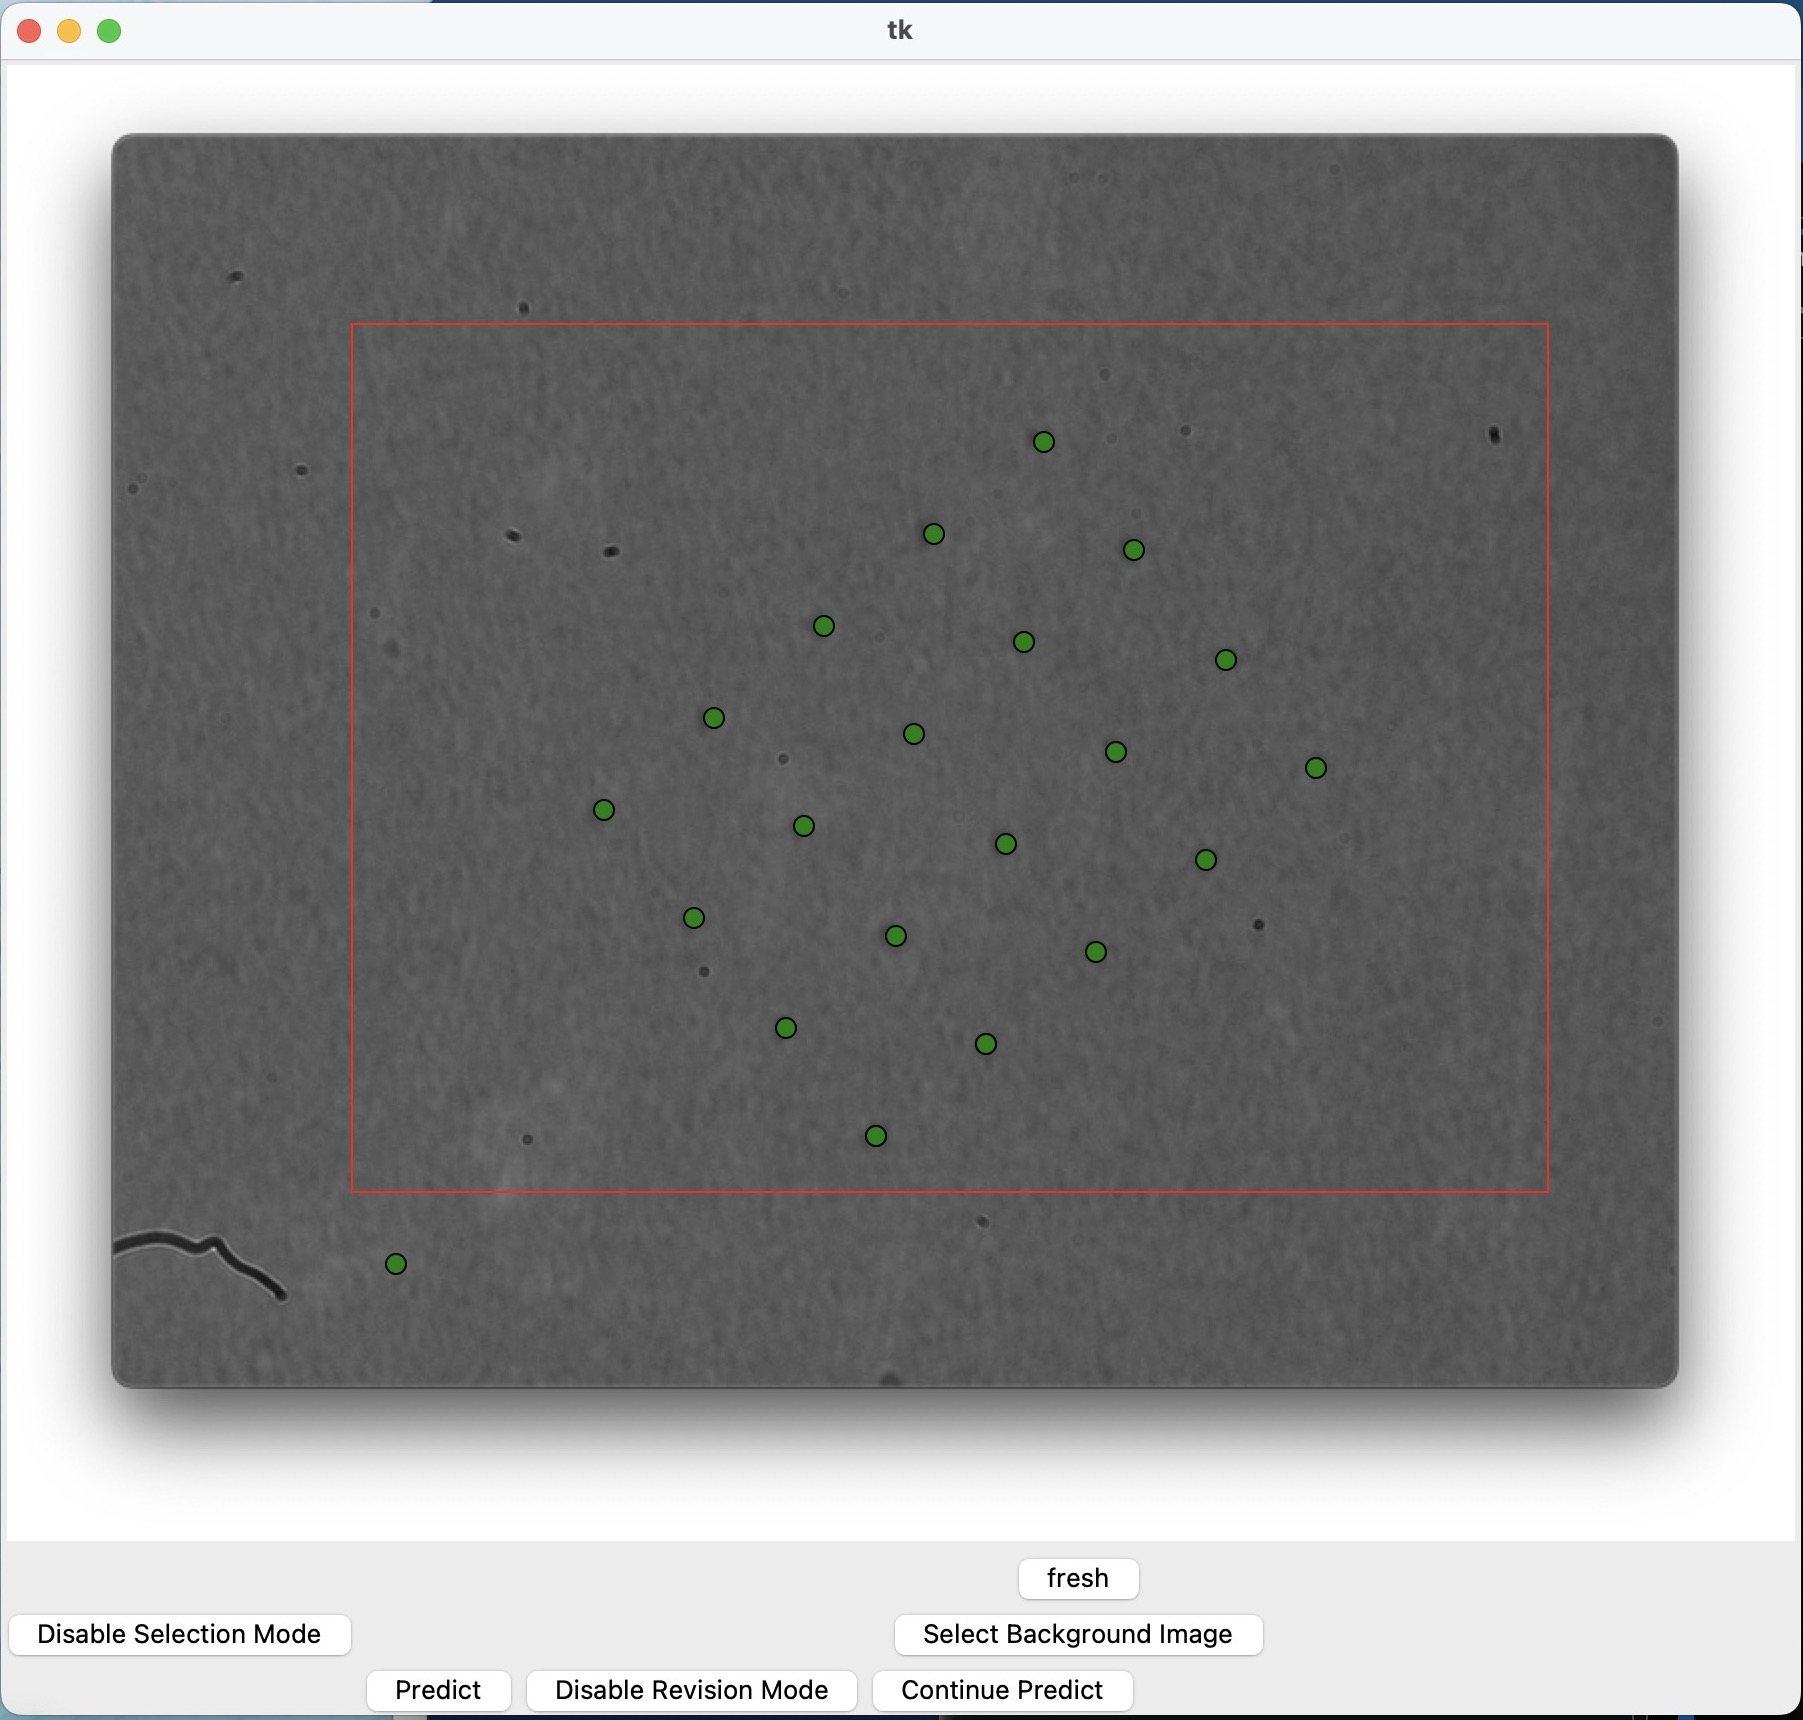 tk
fresh
Disable Selection Mode
Select Background Image
Predict
Disable Revision Mode
Continue Predict